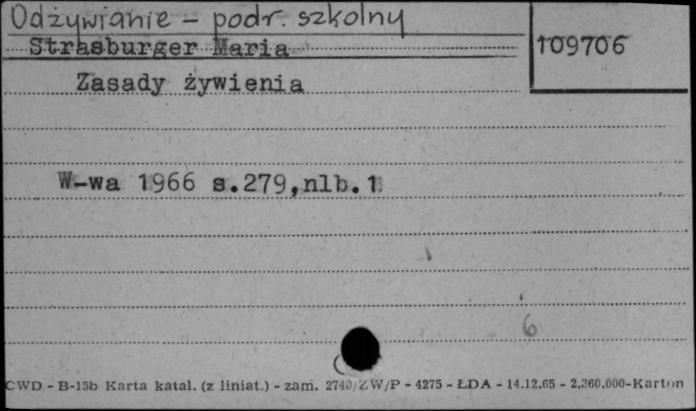 Odżywianie – podr. szkolny
Strasburger Maria
109706
Zasady żywienia
W-wa 1966 s.279,nlb.1
6
CWD - B-15b Karta katal. (z liniat.) - zam. 2740/ZW/P - 4275 - ŁDA - 14.12.65 - 2.360.000-Karton